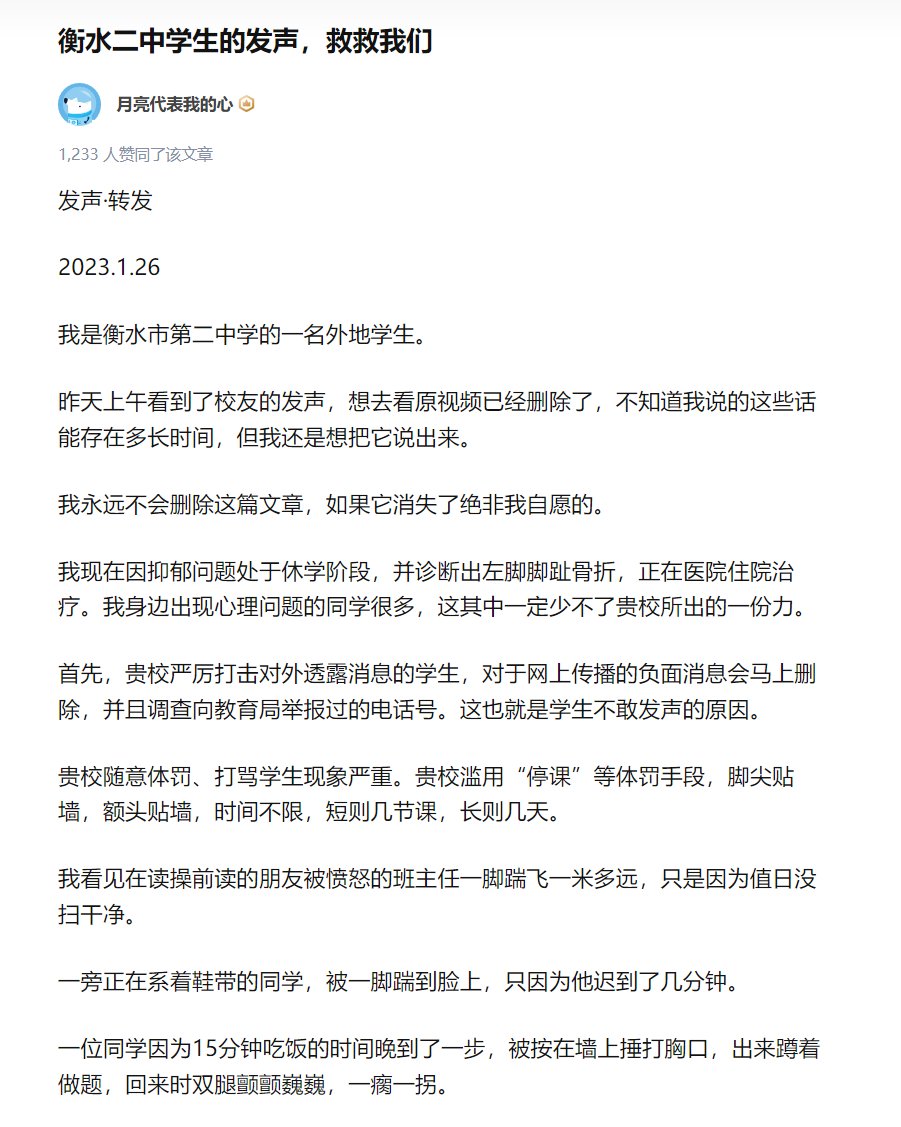 衡水二中学生的发声，救救我们
月亮代表我的心
1,233 人赞同了该文章
发声·转发
2023.1.26
我是衡水市第二中学的一名外地学生。
昨天上午看到了校友的发声，想去看原视频已经删除了，不知道我说的这些话
能存在多长时间，但我还是想把它说出来。
我永远不会删除这篇文章，如果它消失了绝非我自愿的。
我现在因抑郁问题处于休学阶段，并诊断出左脚脚趾骨折，正在医院住院治
疗。我身边出现心理问题的同学很多，这其中一定少不了贵校所出的一份力。
首先，贵校严厉打击对外透露消息的学生，对于网上传播的负面消息会马上删
除，并且调查向教育局举报过的电话号。这也就是学生不敢发声的原因。
贵校随意体罚、打骂学生现象严重。贵校滥用“停课”等体罚手段，脚尖贴
墙，额头贴墙，时间不限，短则几节课，长则几天。
我看见在读操前读的朋友被愤怒的班主任一脚踹飞一米多远，只是因为值日没
扫干净。
一旁正在系着鞋带的同学，被一脚踹到脸上，只因为他迟到了几分钟。
一位同学因为15分钟吃饭的时间晚到了一步，被按在墙上捶打胸口，出来蹲着
做题，回来时双腿颤颤巍巍，一瘸一拐。